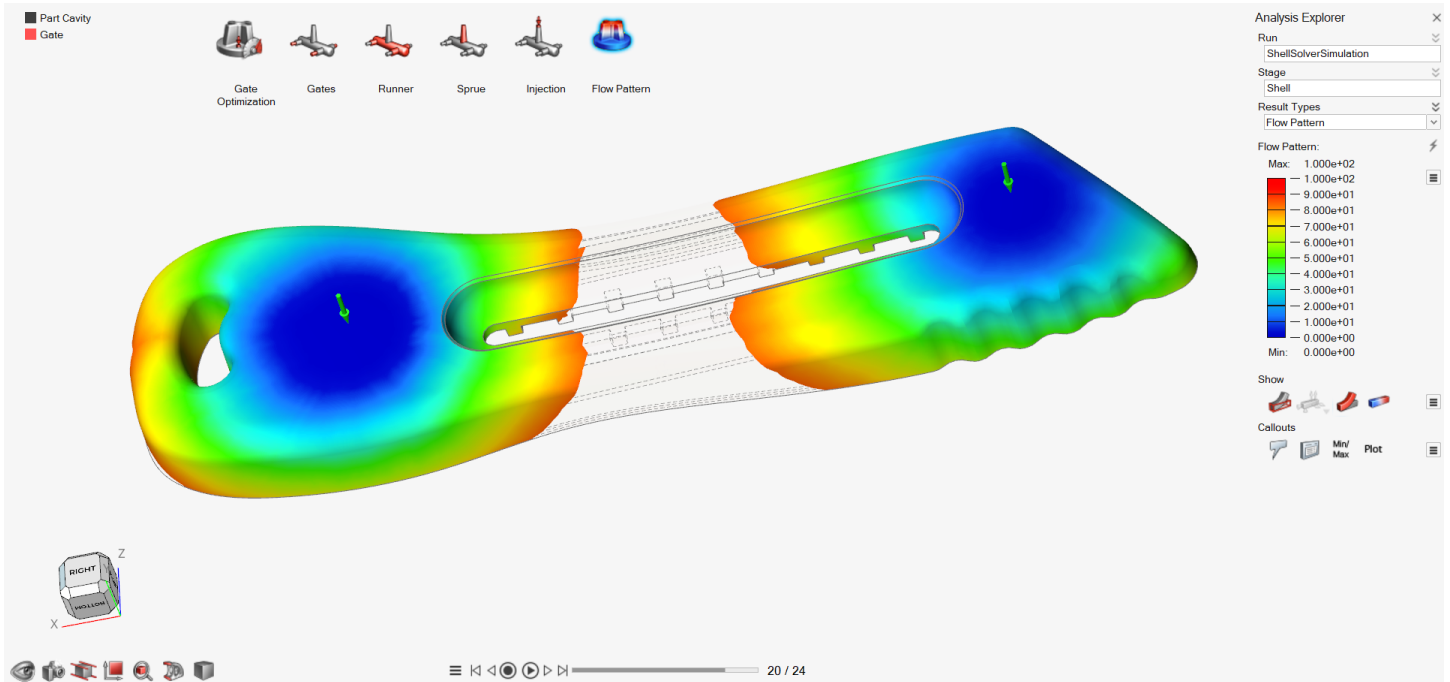 Part Cavity
Gate
Gate Optimization
Gates
Runner
Sprue
Injection
Flow Pattern
Analysis Explorer
Run
ShellSolverSimulation
Stage
Shell
Result Types
Flow Pattern
Flow Pattern:
Max: 1.000e+02
1.000e+02
9.000e+01
8.000e+01
7.000e+01
6.000e+01
5.000e+01
4.000e+01
3.000e+01
2.000e+01
1.000e+01
0.000e+00
Min: 0.000e+00
Show
Callouts
Min/
Max
Plot
Z
RIGHT
BOTTOM
X
20 / 24